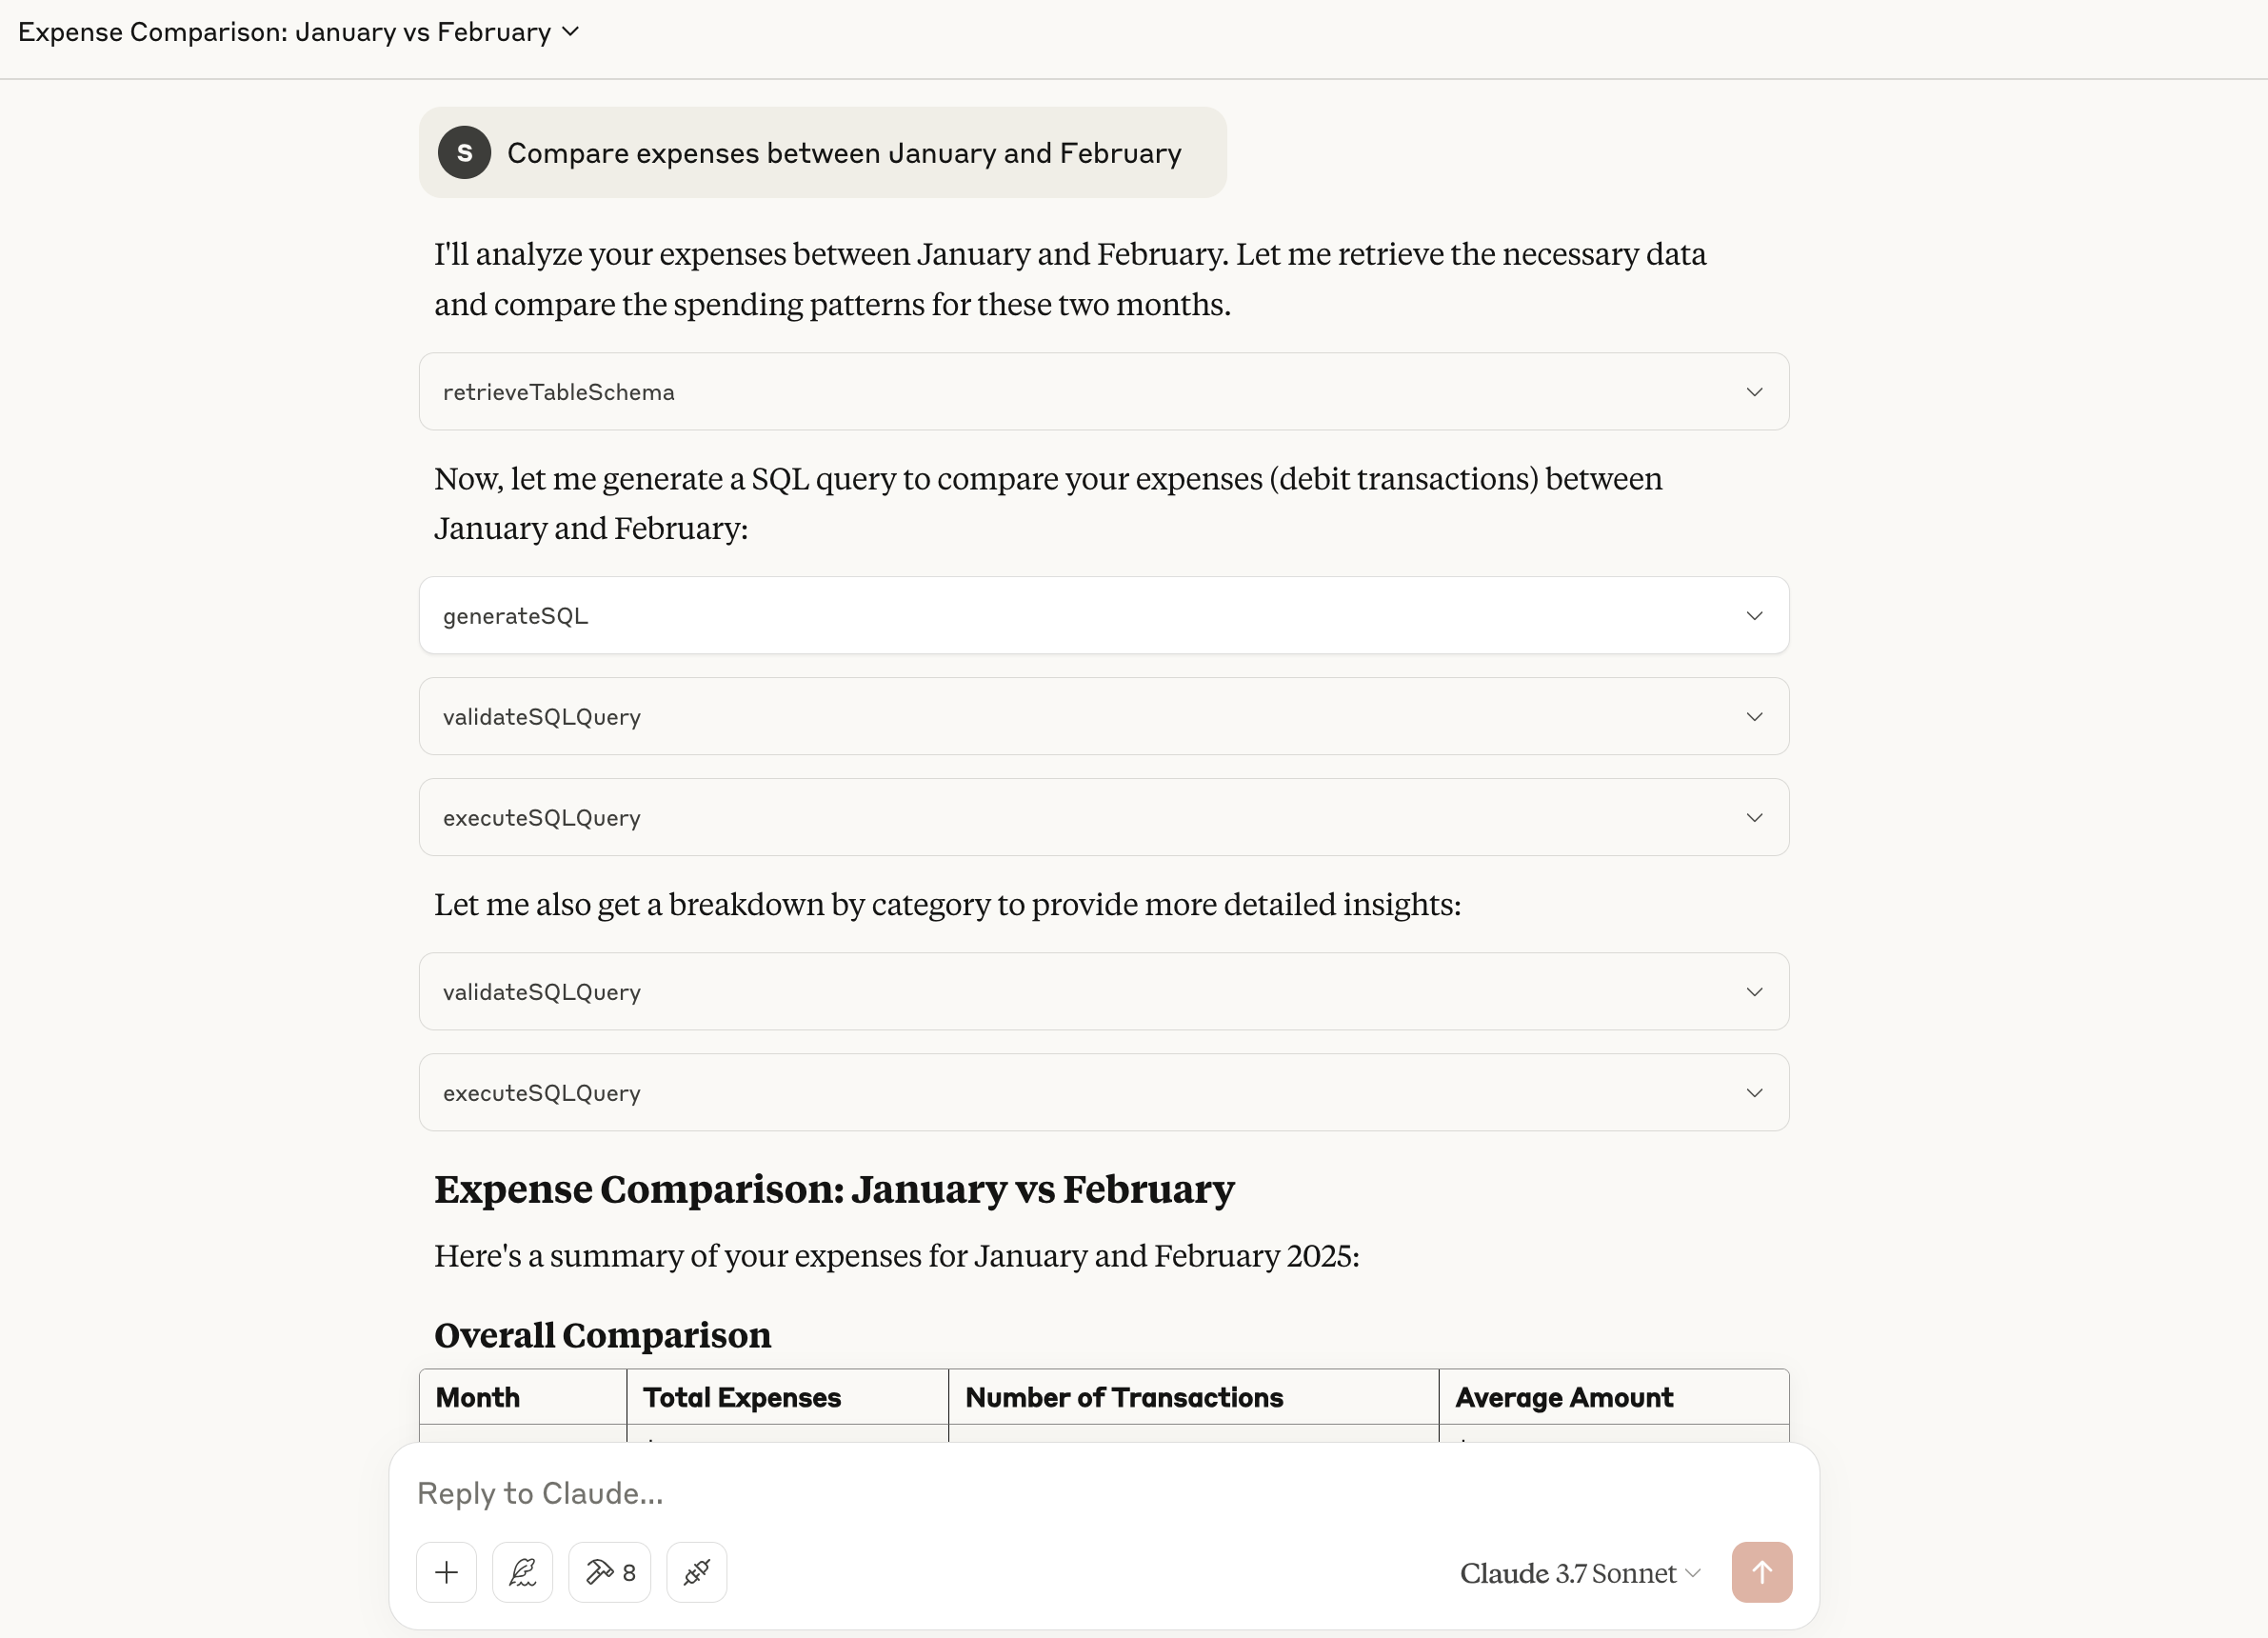 Expense Comparison: January vs February
S
Compare expenses between January and February
I'll analyze your expenses between January and February. Let me retrieve the necessary data
and compare the spending patterns for these two months.
retrieveTableSchema
Now, let me generate a SQL query to compare your expenses (debit transactions) between
January and February:
generateSQL
validateSQLQuery
executeSQLQuery
Let me also get a breakdown by category to provide more detailed insights:
validateSQLQuery
executeSQLQuery
Expense Comparison: January vs February
Here's a summary of your expenses for January and February 2025:
Overall Comparison
Month Total Expenses Number of Transactions Average Amount
Reply to Claude...
8 Claude 3.7 Sonnet